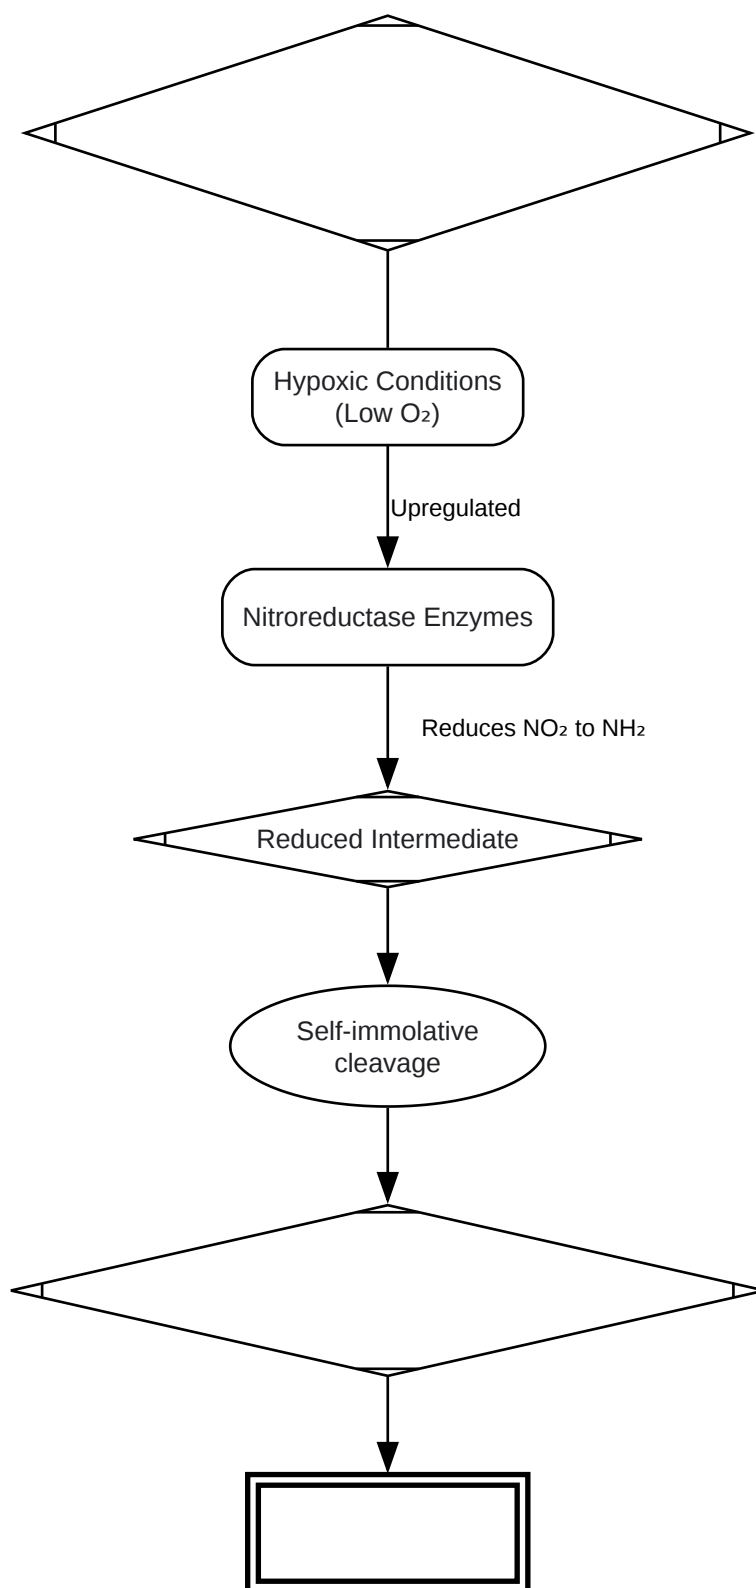 Hypoxic Conditions
(Low O₂)
Upregulated
Nitroreductase Enzymes
Reduces NO₂ to NH₂
Reduced Intermediate
Self-immolative
cleavage